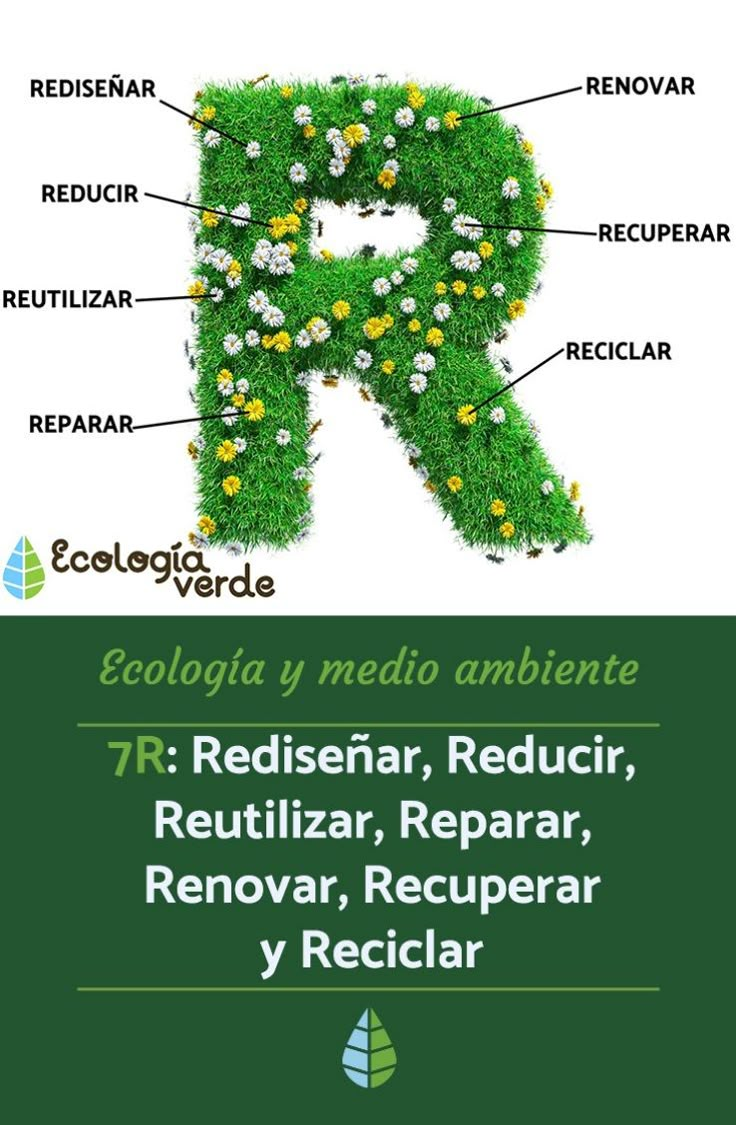 REDISEÑAR
RENOVAR
REDUCIR
RECUPERAR
REUTILIZAR
RECICLAR
REPARAR
Ecología
verde
Ecología y medio ambiente
7R: Rediseñar, Reducir,
Reutilizar, Reparar,
Renovar, Recuperar
y Reciclar